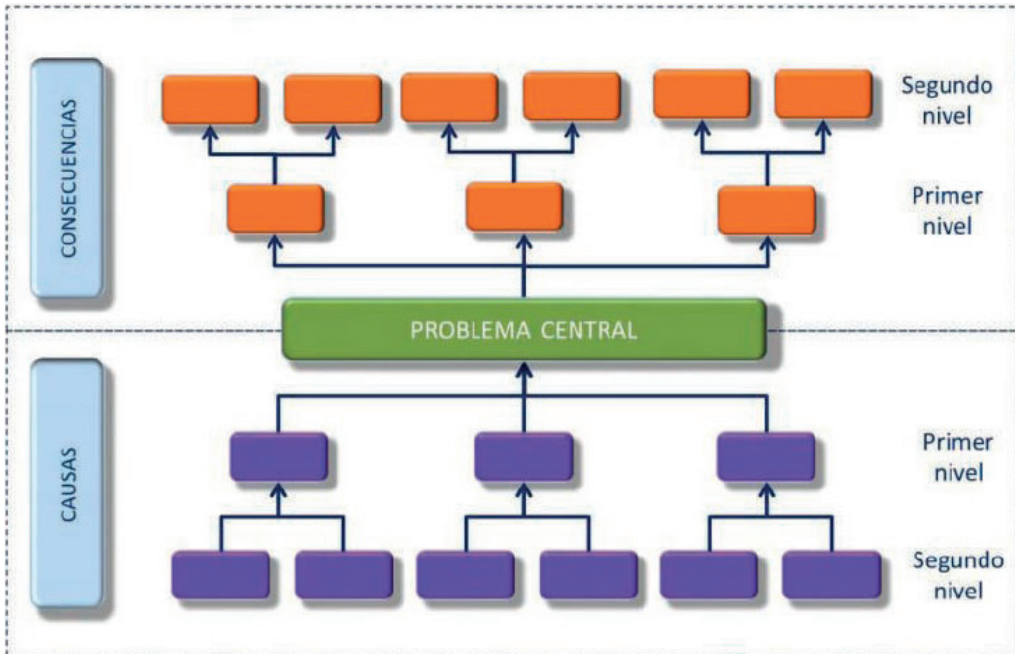 CONSECUENCIAS
Segundo
nivel
Primer
nivel
PROBLEMA CENTRAL
CAUSAS
Primer
nivel
Segundo
nivel